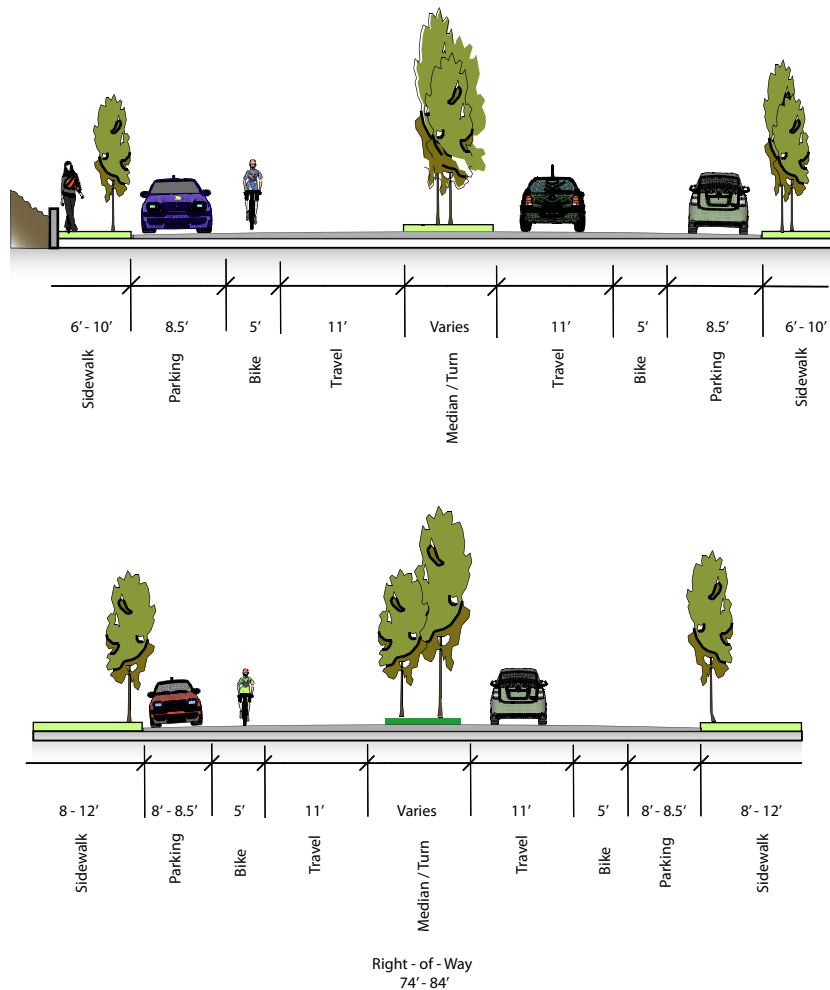 6’ - 10’ 8.5’ 5’ 11’ Varies 11’ 5’ 8.5’ 6’ - 10’
Sidewalk Parking Bike Travel Median / Turn Travel Bike Parking Sidewalk
8 - 12’ 8’ - 8.5’ 5’ 11’ Varies 11’ 5’ 8’ - 8.5’ 8’ - 12’
Sidewalk Parking Bike Travel Median / Turn Travel Bike Parking Sidewalk
Right - of - Way
74’ - 84’